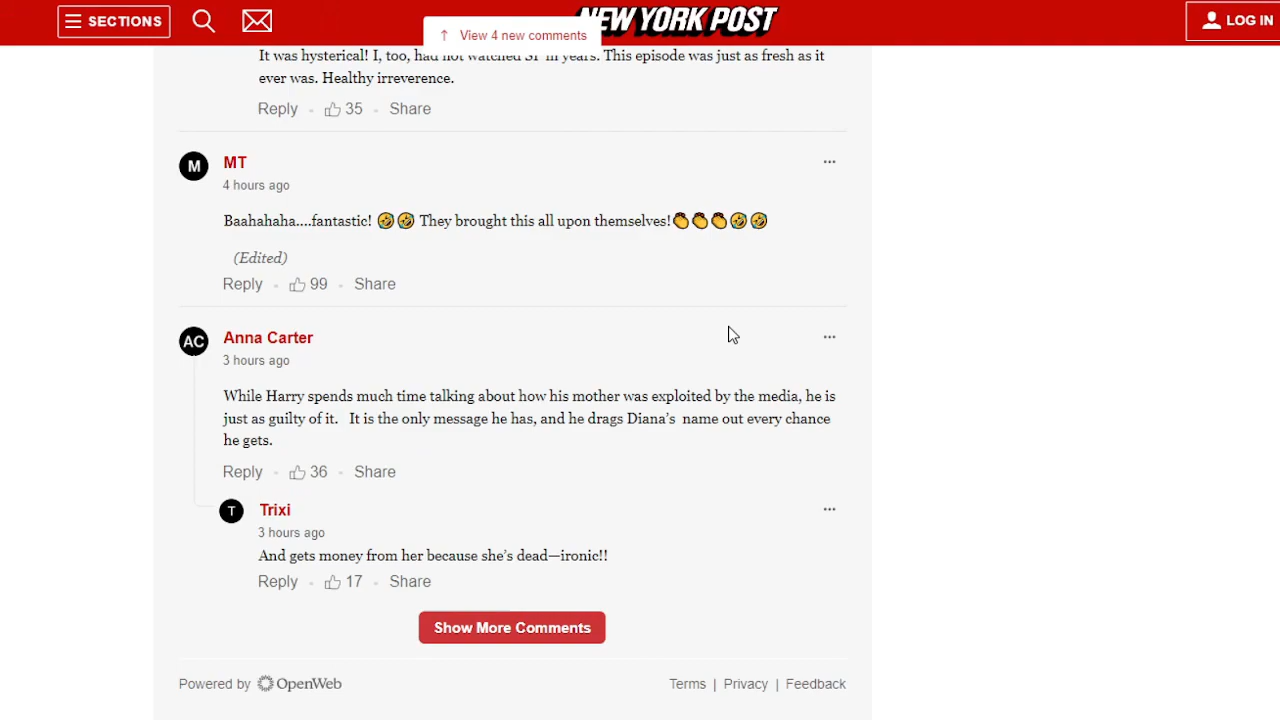 SECTIONS
NEW YORK POST
LOG IN
↑ View 4 new comments
It was hysterical! I, too, had not watched SP in years. This episode was just as fresh as it
ever was. Healthy irreverence.
Reply 35 Share
M
MT
...
4 hours ago
Baahahaha....fantastic! 🤣🤣 They brought this all upon themselves!👏👏👏🤣🤣
(Edited)
Reply 99 Share
AC
Anna Carter
...
3 hours ago
While Harry spends much time talking about how his mother was exploited by the media, he is
just as guilty of it. It is the only message he has, and he drags Diana’s name out every chance
he gets.
Reply 36 Share
T
Trixi
...
3 hours ago
And gets money from her because she’s dead—ironic!!
Reply 17 Share
Show More Comments
Powered by OpenWeb
Terms | Privacy | Feedback